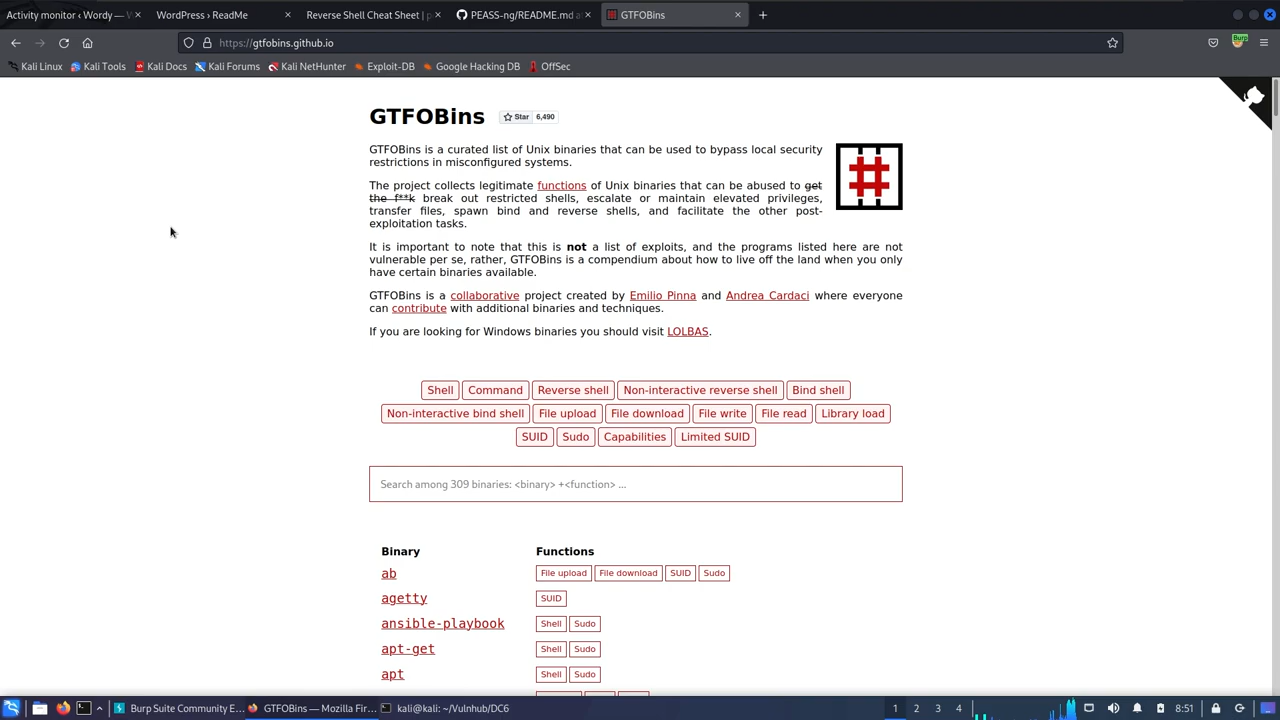 Activity monitor ‹ Wordy — W
WordPress › ReadMe
Reverse Shell Cheat Sheet | p
PEASS-ng/README.md a
GTFOBins
https://gtfobins.github.io
Burp
Kali Linux
Kali Tools
Kali Docs
Kali Forums
Kali NetHunter
Exploit-DB
Google Hacking DB
OffSec
GTFOBins
Star
6,490
GTFOBins is a curated list of Unix binaries that can be used to bypass local security
restrictions in misconfigured systems.
The project collects legitimate functions of Unix binaries that can be abused to get
the f**k break out restricted shells, escalate or maintain elevated privileges,
transfer files, spawn bind and reverse shells, and facilitate the other post-
exploitation tasks.
It is important to note that this is not a list of exploits, and the programs listed here are not
vulnerable per se, rather, GTFOBins is a compendium about how to live off the land when you only
have certain binaries available.
GTFOBins is a collaborative project created by Emilio Pinna and Andrea Cardaci where everyone
can contribute with additional binaries and techniques.
If you are looking for Windows binaries you should visit LOLBAS.
Shell Command Reverse shell Non-interactive reverse shell Bind shell
Non-interactive bind shell File upload File download File write File read Library load
SUID Sudo Capabilities Limited SUID
Search among 309 binaries: <binary> +<function> ...
Binary Functions
ab File upload File download SUID Sudo
agetty SUID
ansible-playbook Shell Sudo
apt-get Shell Sudo
apt Shell Sudo
Burp Suite Community E...
GTFOBins — Mozilla Fir...
kali@kali: ~/Vulnhub/DC6
1 2 3 4
8:51